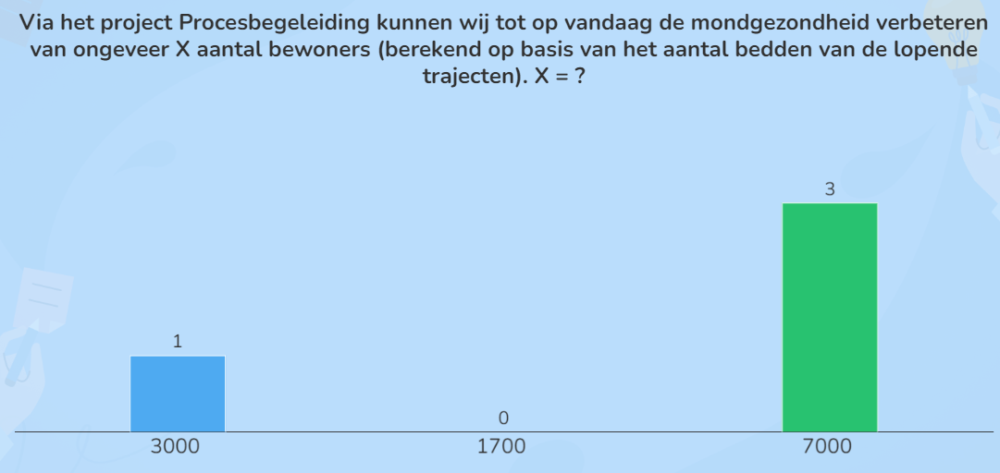 Via het project Procesbegeleiding kunnen wij tot op vandaag de mondgezondheid verbeteren
van ongeveer X aantal bewoners (berekend op basis van het aantal bedden van de lopende
trajecten). X = ?
3
1
0
3000
1700
7000